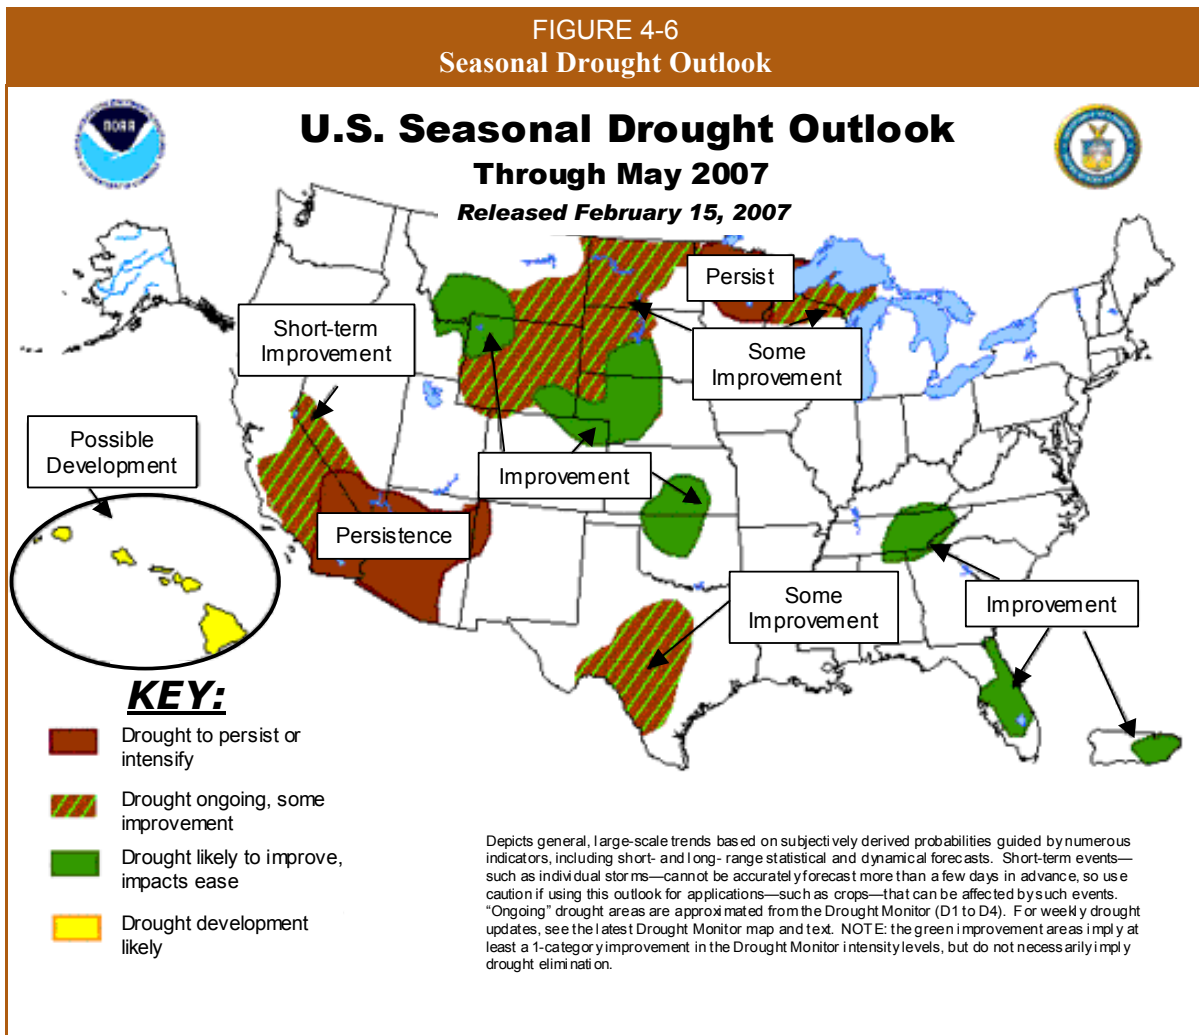 FIGURE 4-6
Seasonal Drought Outlook
U.S. Seasonal Drought Outlook
Through May 2007
Released February 15, 2007
Persist
Short-term
Improvement
Some
Improvement
Possible
Development
Improvement
Persistence
Some
Improvement
Improvement
KEY:
Drought to persist or
intensify
Drought ongoing, some
improvement
Drought likely to improve,
impacts ease
Drought development
likely
Depicts general, large-scale trends based on subjectively derived probabilities guided by numerous
indicators, including short- and long- range statistical and dynamical forecasts. Short-term events—
such as individual storms—cannot be accurately forecast more than a few days in advance, so use
caution if using this outlook for applications—such as crops—that can be affected by such events.
“Ongoing” drought areas are approximated from the Drought Monitor (D1 to D4). For weekly drought
updates, see the latest Drought Monitor map and text. NOTE: the green improvement areas imply at
least a 1-category improvement in the Drought Monitor intensity levels, but do not necessarily imply
drought elimination.